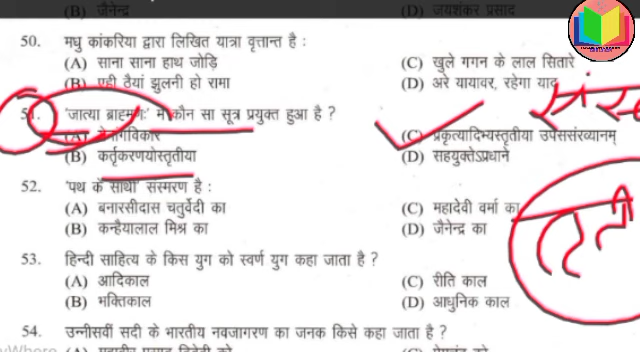 (B) जैनेन्द्र (D) जयशंकर प्रसाद
50. मधु कांकरिया द्वारा लिखित यात्रा वृत्तान्त है :
(A) साना साना हाथ जोड़ि (C) खुले गगन के लाल सितारे
(B) एही ठैयां झुलनी हो रामा (D) अरे यायावर, रहेगा याद
51. 'जात्या ब्राह्मणः' में कौन सा सूत्र प्रयुक्त हुआ है ?
(A) येनांगविकारः (C) प्रकृत्यादिभ्यस्तृतीया उपसंख्यानम्
(B) कर्तृकरणयोस्तृतीया (D) सहयुक्तेऽप्रधाने
52. 'पथ के साथी' संस्मरण है :
(A) बनारसीदास चतुर्वेदी का (C) महादेवी वर्मा का
(B) कन्हैयालाल मिश्र का (D) जैनेन्द्र का
53. हिन्दी साहित्य के किस युग को स्वर्ण युग कहा जाता है ?
(A) आदिकाल (C) रीति काल
(B) भक्तिकाल (D) आधुनिक काल
54. उन्नीसवीं सदी के भारतीय नवजागरण का जनक किसे कहा जाता है ?